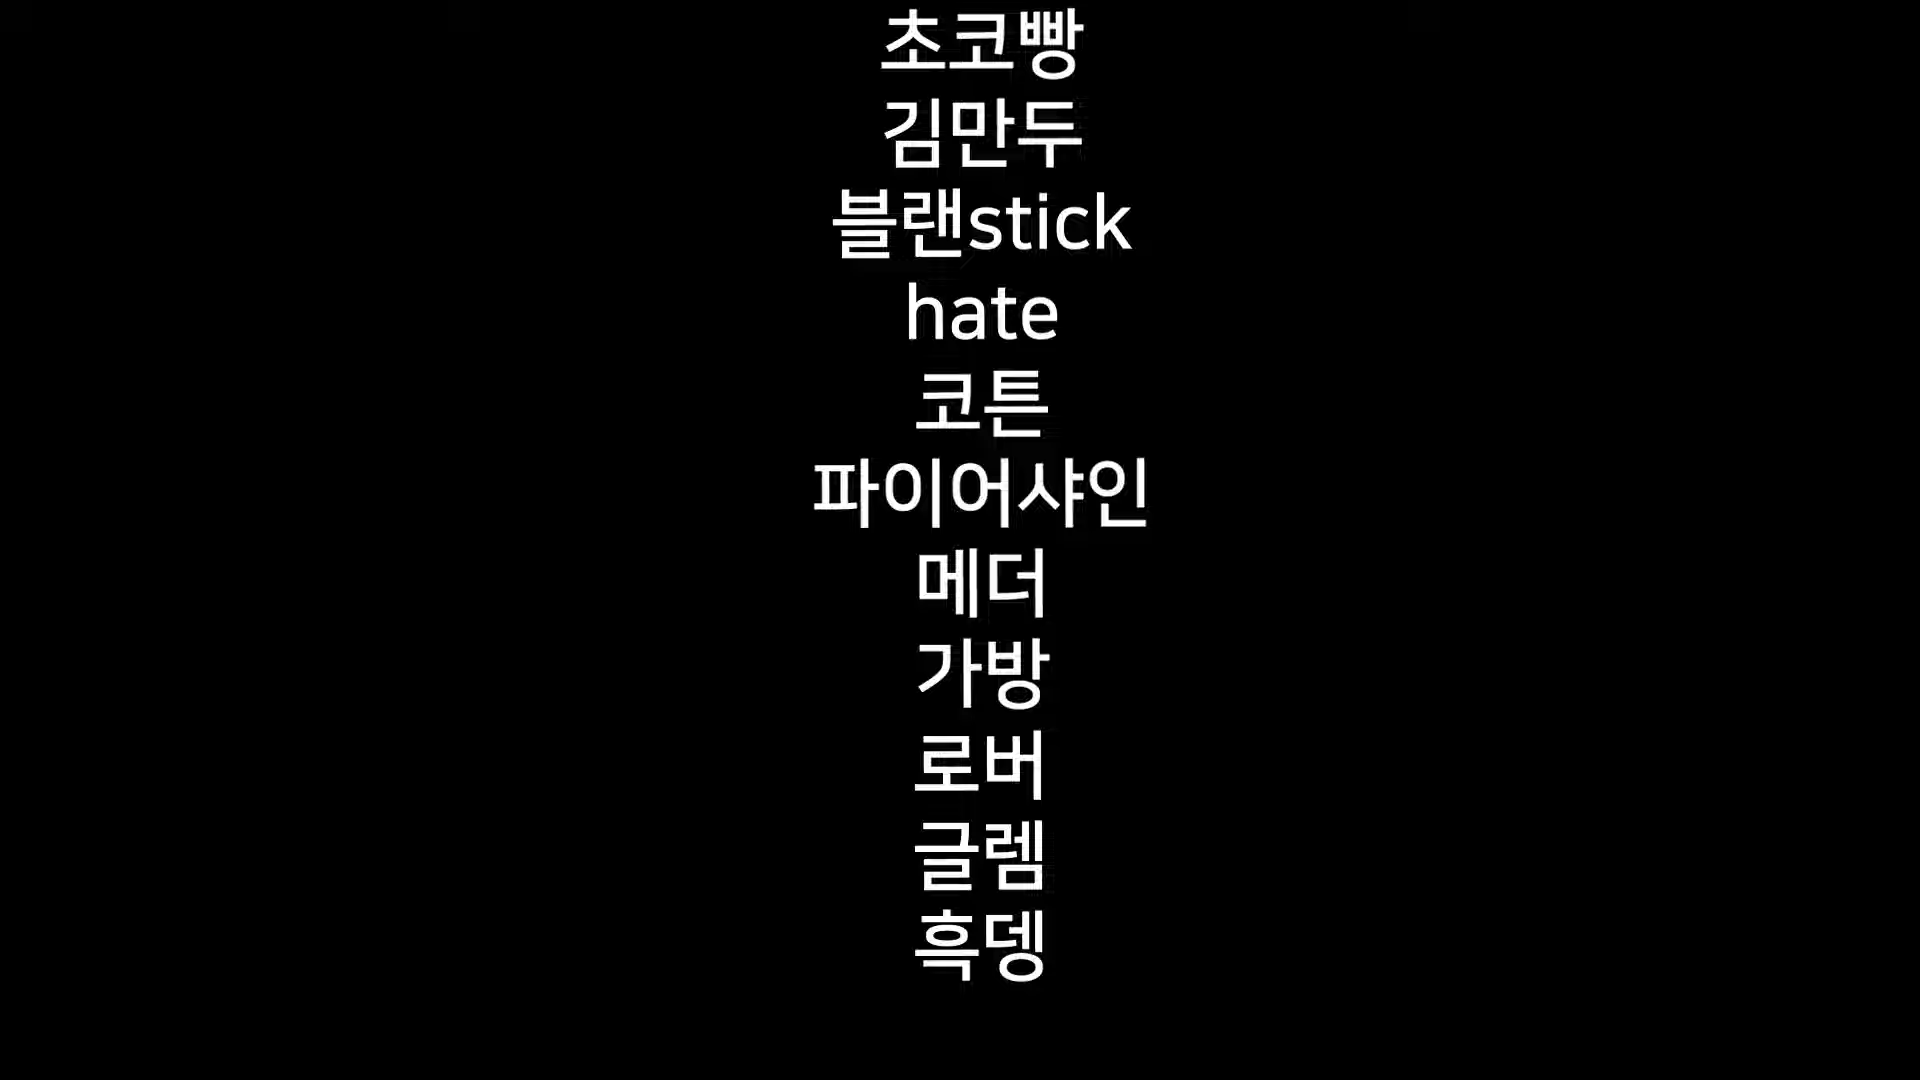 초코빵
김만두
블랜stick
hate
코튼
파이어샤인
메더
가방
로버
글렘
흑뎅